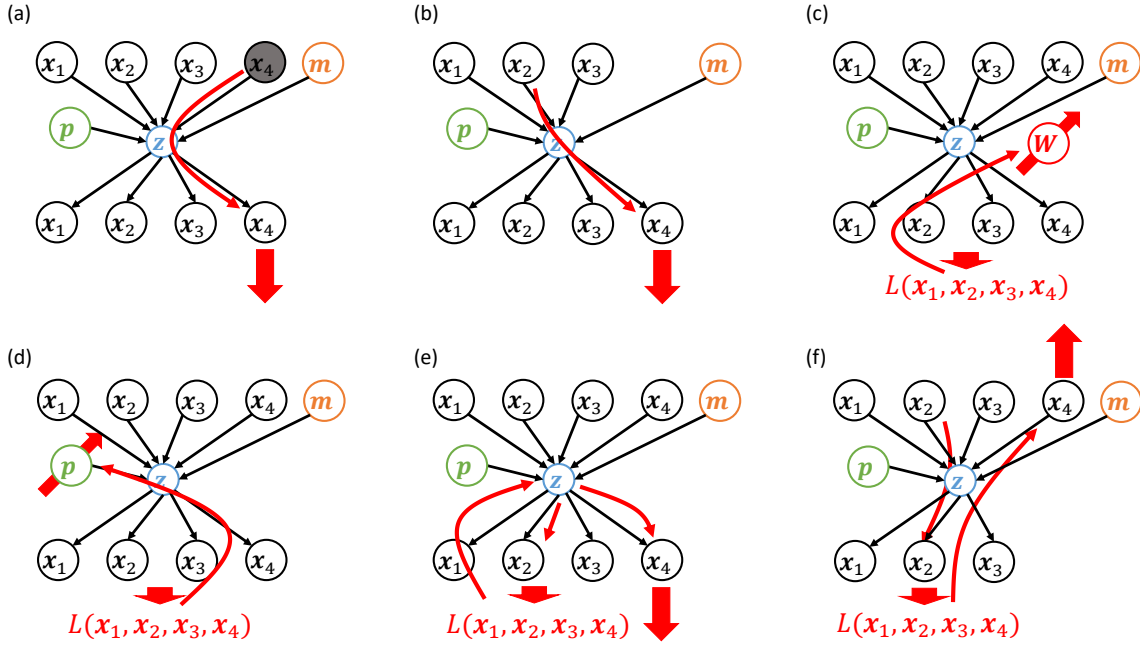 (a)
(b)
(c)
x₁ x₂ x₃ x₄ m
x₁ x₂ x₃ m
x₁ x₂ x₃ x₄ m
p z
p z
p z W
x₁ x₂ x₃ x₄
x₁ x₂ x₃ x₄
x₁ x₂ x₃ x₄
L(x₁, x₂, x₃, x₄)
(d)
(e)
(f)
x₁ x₂ x₃ x₄ m
x₁ x₂ x₃ x₄ m
x₁ x₂ x₃ x₄ m
p z
p z
p z
x₁ x₂ x₃ x₄
x₁ x₂ x₃ x₄
x₁ x₂ x₃
L(x₁, x₂, x₃, x₄)
L(x₁, x₂, x₃, x₄)
L(x₁, x₂, x₃, x₄)